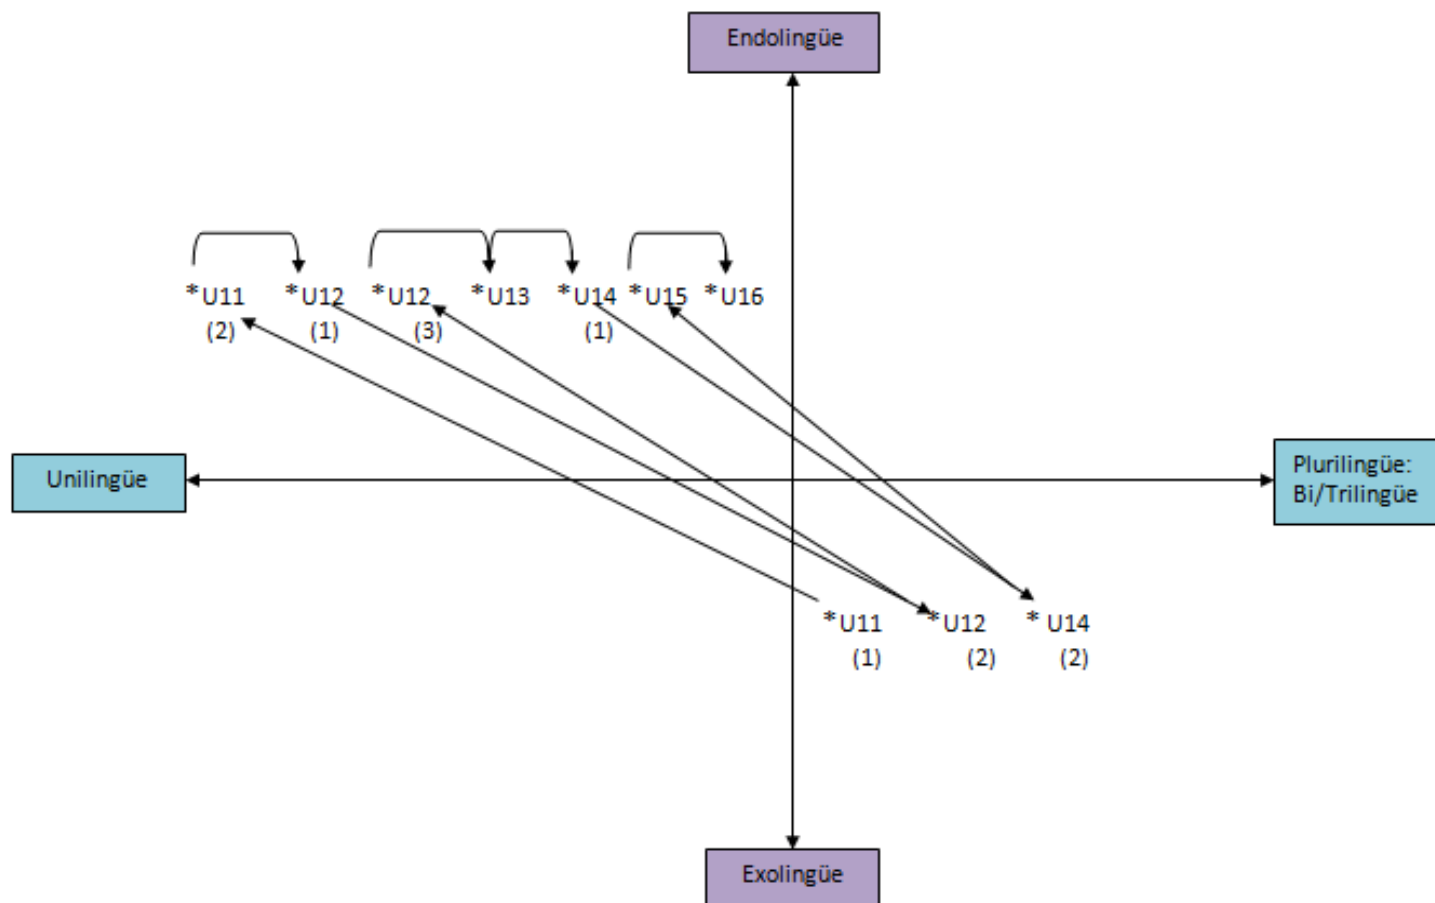 Endolingüe
*U11 *U12 *U12 *U13 *U14 *U15 *U16
(2) (1) (3) (1)
Unilingüe
Plurilingüe:
Bi/Trilingüe
*U11 *U12 *U14
(1) (2) (2)
Exolingüe